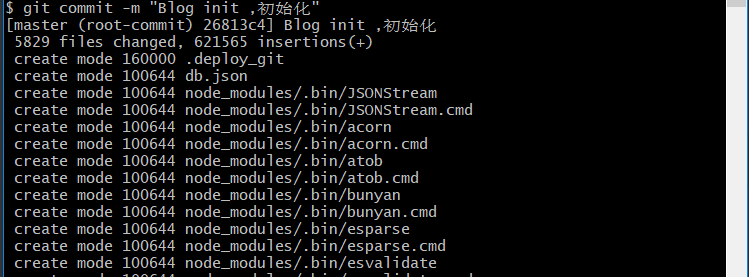 $ git commit -m "Blog init ,初始化"
[master (root-commit) 26813c4] Blog init ,初始化
 5829 files changed, 621565 insertions(+)
 create mode 160000 .deploy_git
 create mode 100644 db.json
 create mode 100644 node_modules/.bin/JSONStream
 create mode 100644 node_modules/.bin/JSONStream.cmd
 create mode 100644 node_modules/.bin/acorn
 create mode 100644 node_modules/.bin/acorn.cmd
 create mode 100644 node_modules/.bin/atob
 create mode 100644 node_modules/.bin/atob.cmd
 create mode 100644 node_modules/.bin/bunyan
 create mode 100644 node_modules/.bin/bunyan.cmd
 create mode 100644 node_modules/.bin/esparse
 create mode 100644 node_modules/.bin/esparse.cmd
 create mode 100644 node_modules/.bin/esvalidate